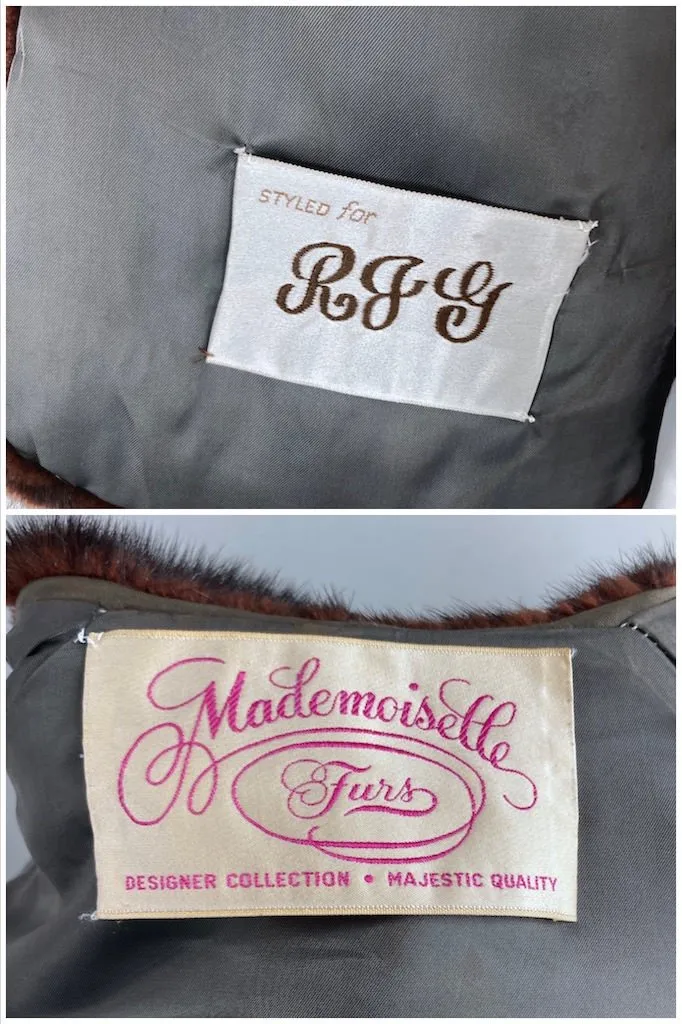 STYLED for
RJG
Mademoiselle
Furs
DESIGNER COLLECTION • MAJESTIC QUALITY